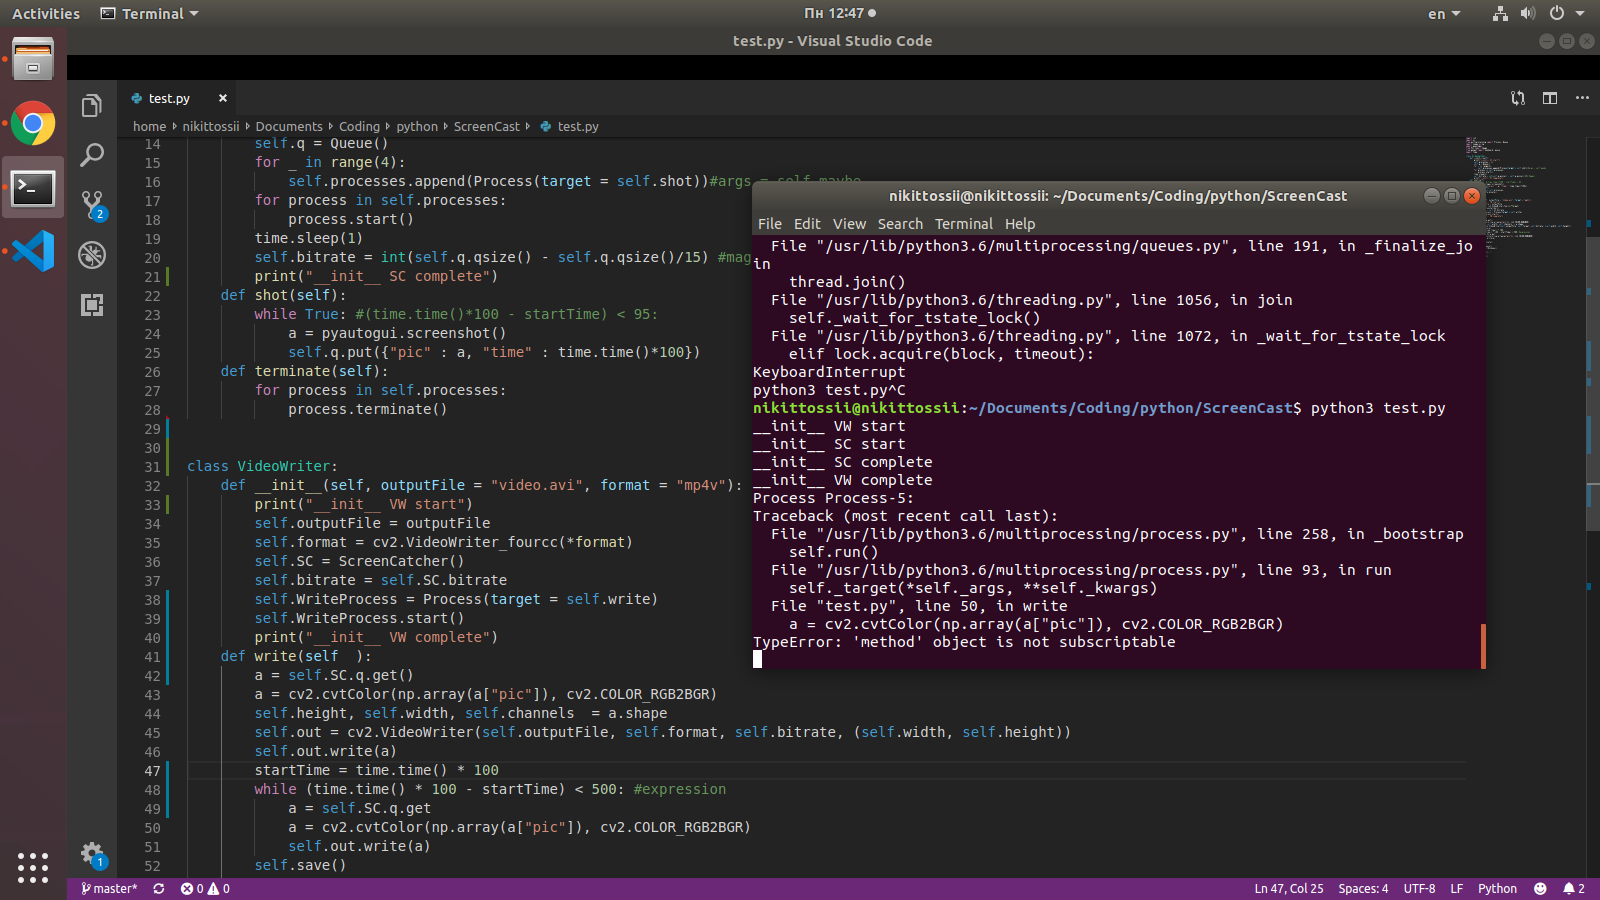 Activities
Terminal
Пн 12:47
en
test.py - Visual Studio Code
test.py
home nikittossii Documents Coding python ScreenCast test.py
14 self.q = Queue()
15 for _ in range(4):
16 self.processes.append(Process(target = self.shot))#args = self maybe
17 for process in self.processes:
18 process.start()
19 time.sleep(1)
20 self.bitrate = int(self.q.qsize() - self.q.qsize()/15) #mag
21 print("__init__ SC complete")
22 def shot(self):
23 while True: #(time.time()*100 - startTime) < 95:
24 a = pyautogui.screenshot()
25 self.q.put({"pic" : a, "time" : time.time()*100})
26 def terminate(self):
27 for process in self.processes:
28 process.terminate()
29
30
31 class VideoWriter:
32 def __init__(self, outputFile = "video.avi", format = "mp4v"):
33 print("__init__ VW start")
34 self.outputFile = outputFile
35 self.format = cv2.VideoWriter_fourcc(*format)
36 self.SC = ScreenCatcher()
37 self.bitrate = self.SC.bitrate
38 self.WriteProcess = Process(target = self.write)
39 self.WriteProcess.start()
40 print("__init__ VW complete")
41 def write(self  ):
42 a = self.SC.q.get()
43 a = cv2.cvtColor(np.array(a["pic"]), cv2.COLOR_RGB2BGR)
44 self.height, self.width, self.channels  = a.shape
45 self.out = cv2.VideoWriter(self.outputFile, self.format, self.bitrate, (self.width, self.height))
46 self.out.write(a)
47 startTime = time.time() * 100
48 while (time.time() * 100 - startTime) < 500: #expression
49 a = self.SC.q.get
50 a = cv2.cvtColor(np.array(a["pic"]), cv2.COLOR_RGB2BGR)
51 self.out.write(a)
52 self.save()
nikittossii@nikittossii: ~/Documents/Coding/python/ScreenCast
File Edit View Search Terminal Help
File "/usr/lib/python3.6/multiprocessing/queues.py", line 191, in _finalize_jo
in
thread.join()
File "/usr/lib/python3.6/threading.py", line 1056, in join
self._wait_for_tstate_lock()
File "/usr/lib/python3.6/threading.py", line 1072, in _wait_for_tstate_lock
elif lock.acquire(block, timeout):
KeyboardInterrupt
python3 test.py^C
nikittossii@nikittossii:~/Documents/Coding/python/ScreenCast$ python3 test.py
__init__ VW start
__init__ SC start
__init__ SC complete
__init__ VW complete
Process Process-5:
Traceback (most recent call last):
File "/usr/lib/python3.6/multiprocessing/process.py", line 258, in _bootstrap
self.run()
File "/usr/lib/python3.6/multiprocessing/process.py", line 93, in run
self._target(*self._args, **self._kwargs)
File "test.py", line 50, in write
a = cv2.cvtColor(np.array(a["pic"]), cv2.COLOR_RGB2BGR)
TypeError: 'method' object is not subscriptable
2
1
master* 0 0
Ln 47, Col 25 Spaces: 4 UTF-8 LF Python 2